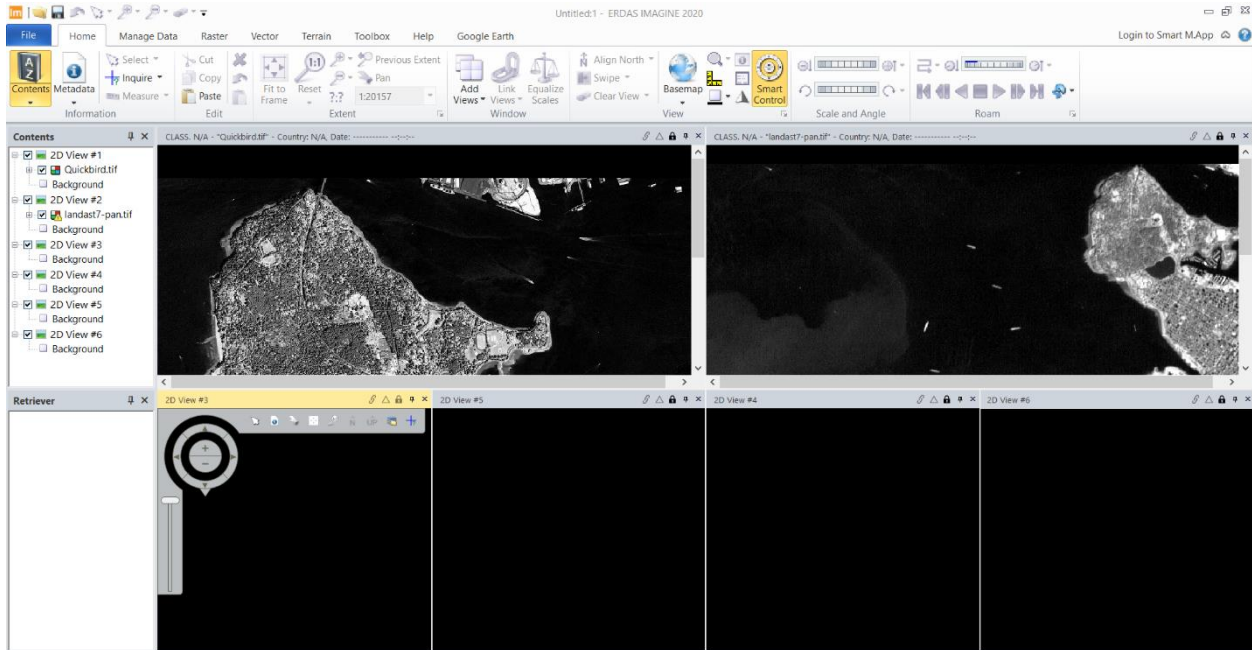 Untitled:1 - ERDAS IMAGINE 2020
File Home Manage Data Raster Vector Terrain Toolbox Help Google Earth Login to Smart M.App
Contents Metadata Select Inquire Measure Cut Copy Paste Fit to Frame Reset 1:1 ?:? Previous Extent Pan 1:20157 Add Views Link Views Equalize Scales Align North Swipe Clear View Basemap Smart Control
Information Edit Extent Window View Scale and Angle Roam
Contents
2D View #1
Quickbird.tif
Background
2D View #2
landast7-pan.tif
Background
2D View #3
Background
2D View #4
Background
2D View #5
Background
2D View #6
Background
Retriever
CLASS. N/A - "Quickbird.tif" - Country: N/A, Date: ----------- --:--:--
CLASS. N/A - "landast7-pan.tif" - Country: N/A, Date: ----------- --:--:--
2D View #3
UP
2D View #5
2D View #4
2D View #6